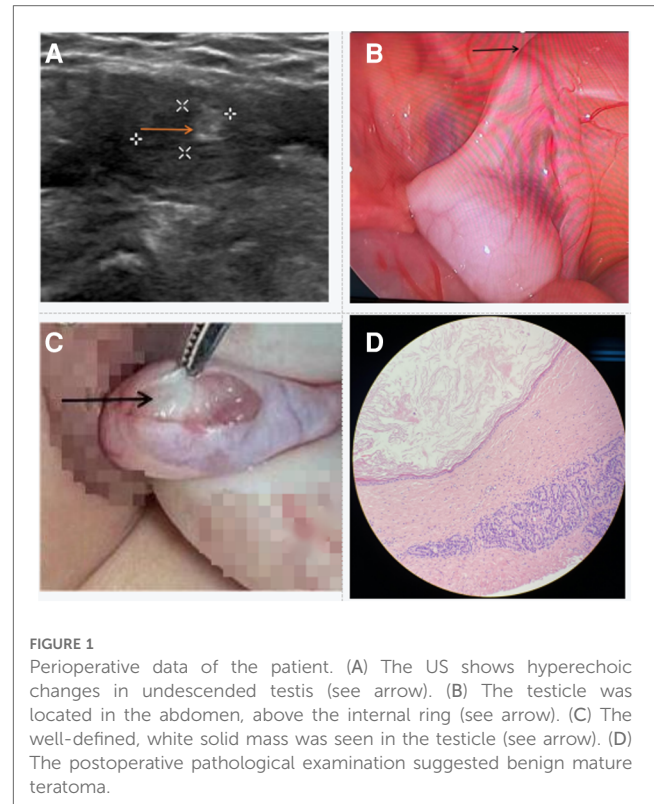 A
B
C
D
FIGURE 1
Perioperative data of the patient. (A) The US shows hyperechoic
changes in undescended testis (see arrow). (B) The testicle was
located in the abdomen, above the internal ring (see arrow). (C) The
well-defined, white solid mass was seen in the testicle (see arrow). (D)
The postoperative pathological examination suggested benign mature
teratoma.